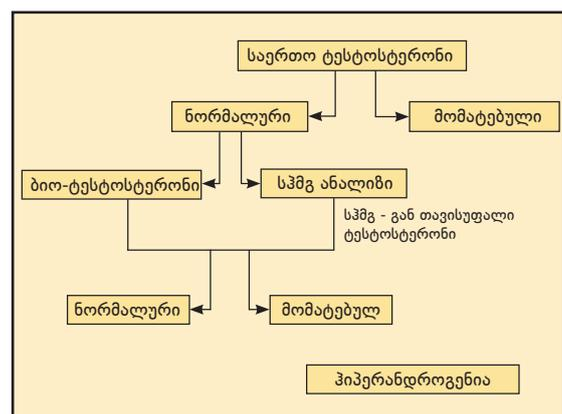 საერთო ტესტოსტერონი
ნორმალური
მომატებული
ბიო-ტესტოსტერონი
სჰმგ ანალიზი
სჰმგ - გან თავისუფალი
ტესტოსტერონი
ნორმალური
მომატებულ
ჰიპერანდროგენია